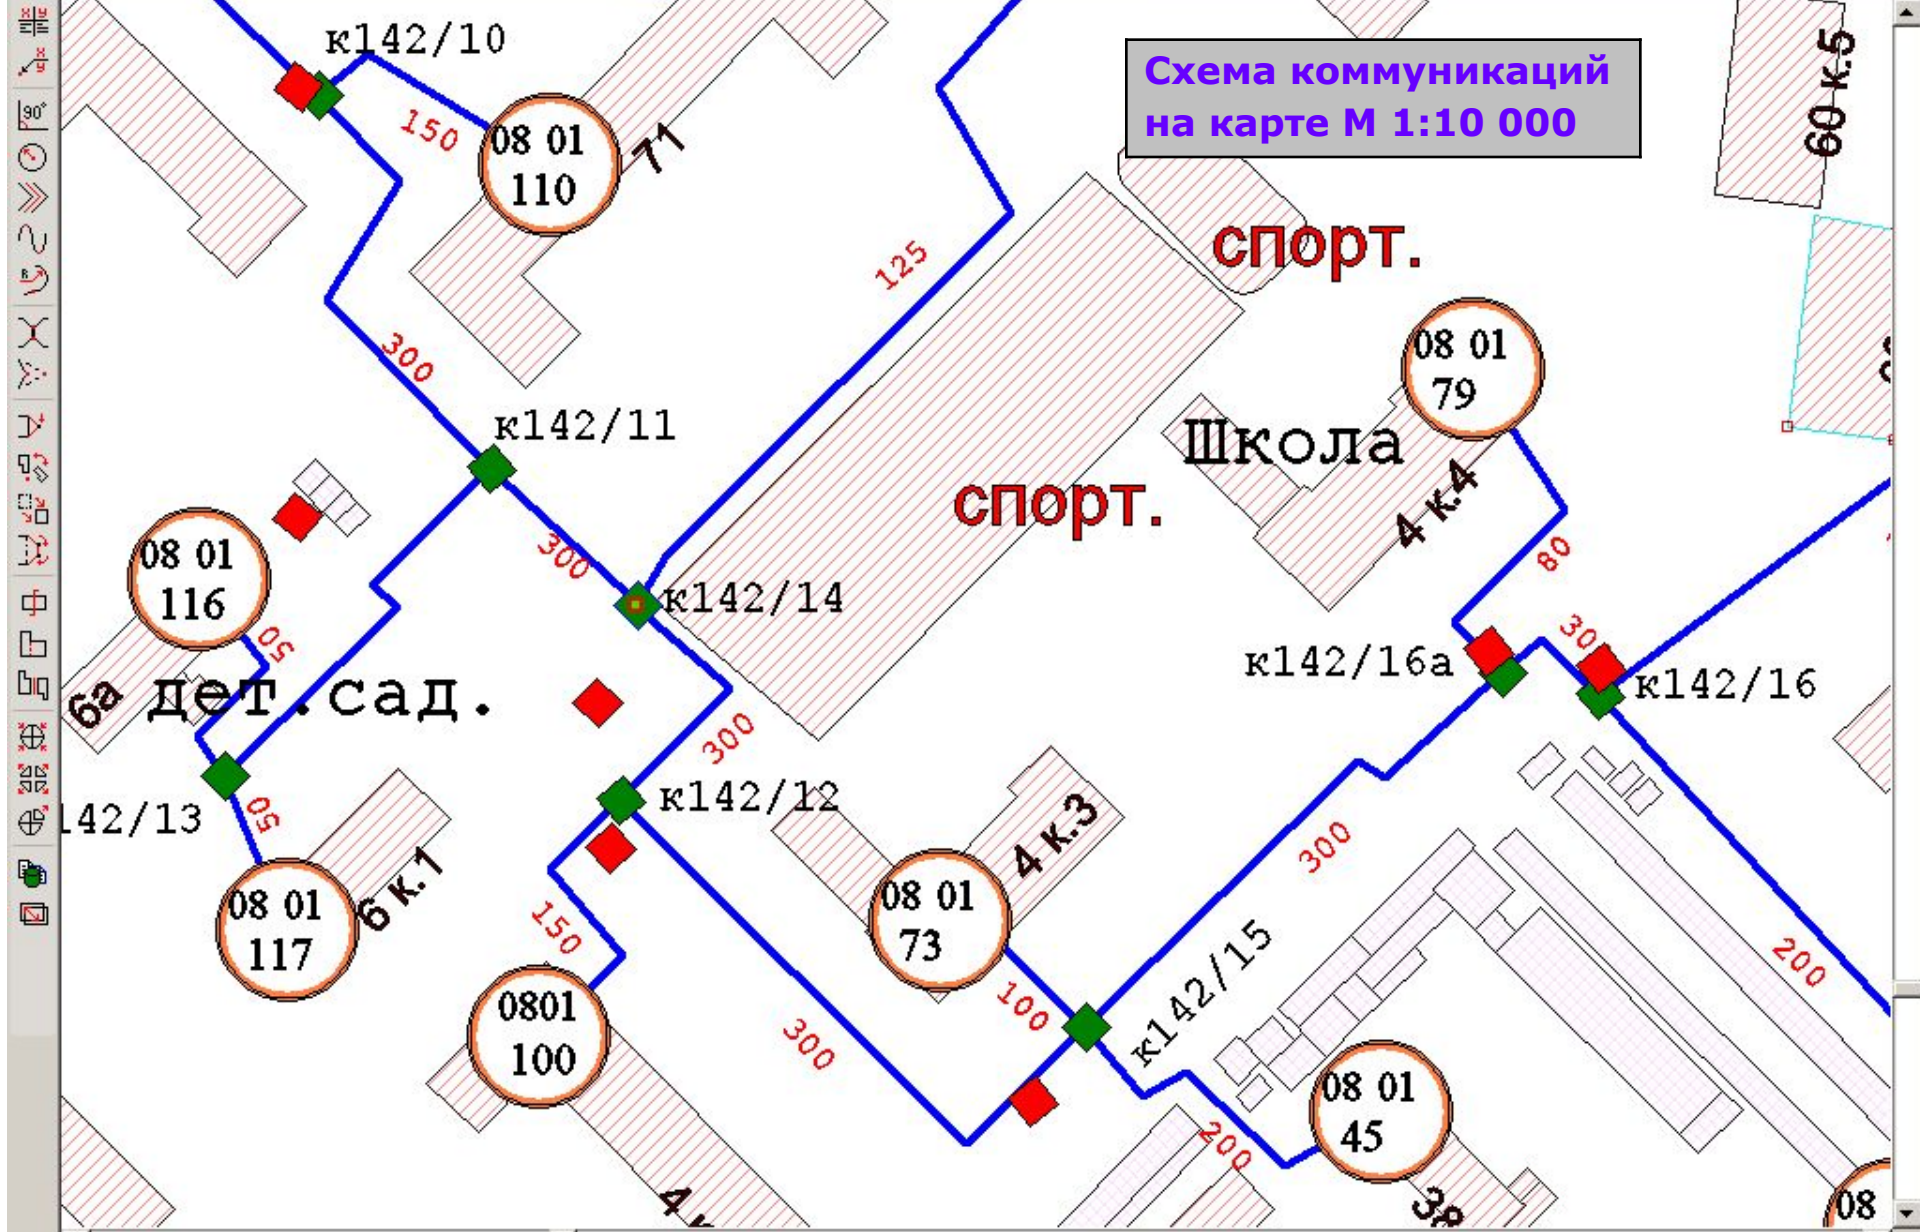 к142/10
Схема коммуникаций
на карте М 1:10 000
60 к.5
150
08 01
110
71
спорт.
125
300
08 01
79
к142/11
Школа
4 к.4
спорт.
300
80
08 01
116
50
к142/14
30
к142/16а
к142/16
6а
дет.сад.
300
к142/12
142/13
50
4 к.3
300
6 к.1
08 01
117
08 01
73
150
к142/15
200
100
0801
100
300
08 01
45
200
4 к
38
08